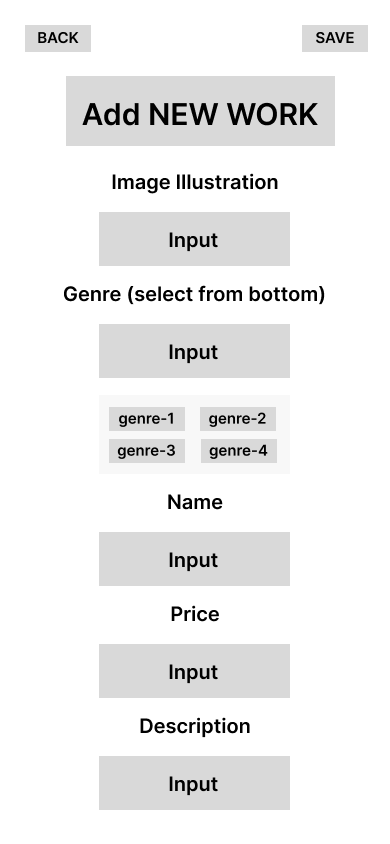 BACK SAVE
Add NEW WORK
Image Illustration
Input
Genre (select from bottom)
Input
genre-1 genre-2
genre-3 genre-4
Name
Input
Price
Input
Description
Input